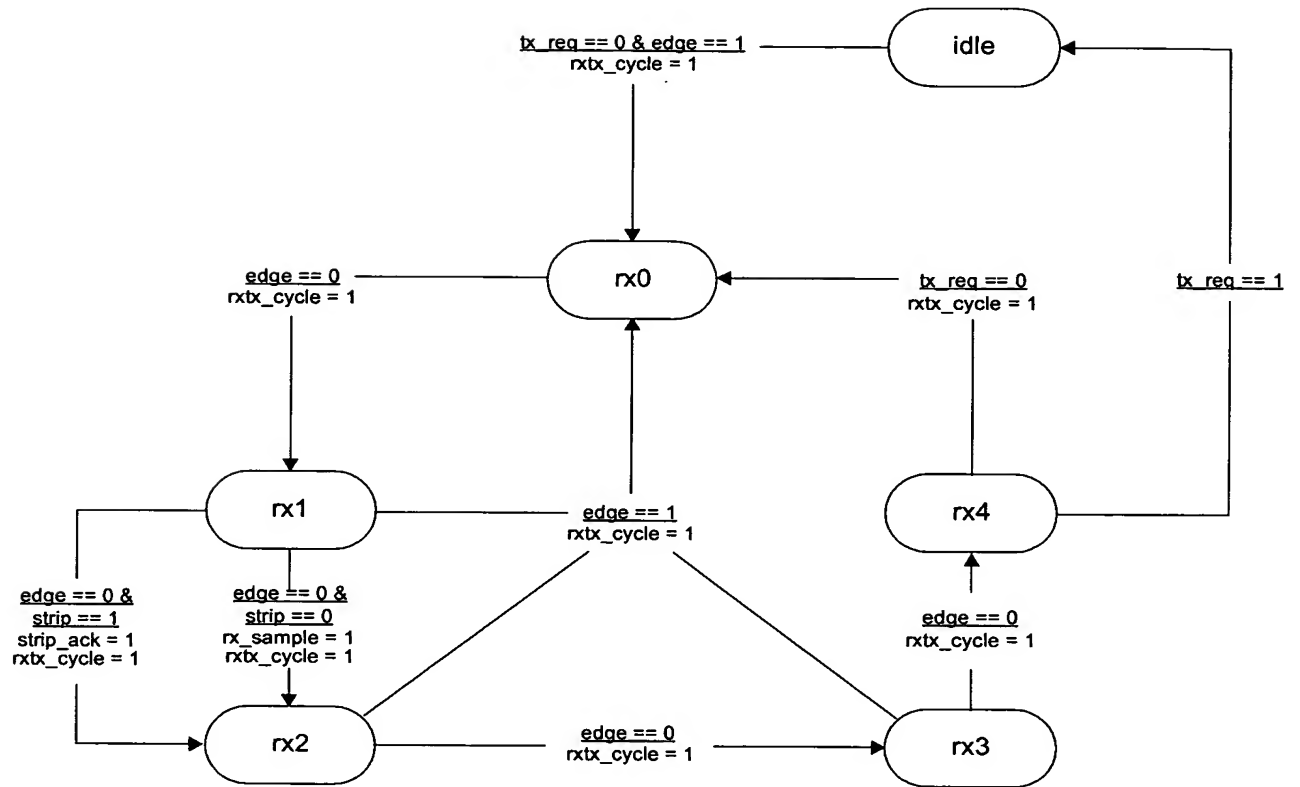 idle
tx_req == 0 & edge == 1
rxtx_cycle = 1
rx0
edge == 0
rxtx_cycle = 1
tx_req == 0
rxtx_cycle = 1
tx_req == 1
rx1
edge == 1
rxtx_cycle = 1
rx4
edge == 0 &
strip == 1
strip_ack = 1
rxtx_cycle = 1
edge == 0 &
strip == 0
rx_sample = 1
rxtx_cycle = 1
edge == 0
rxtx_cycle = 1
rx2
edge == 0
rxtx_cycle = 1
rx3